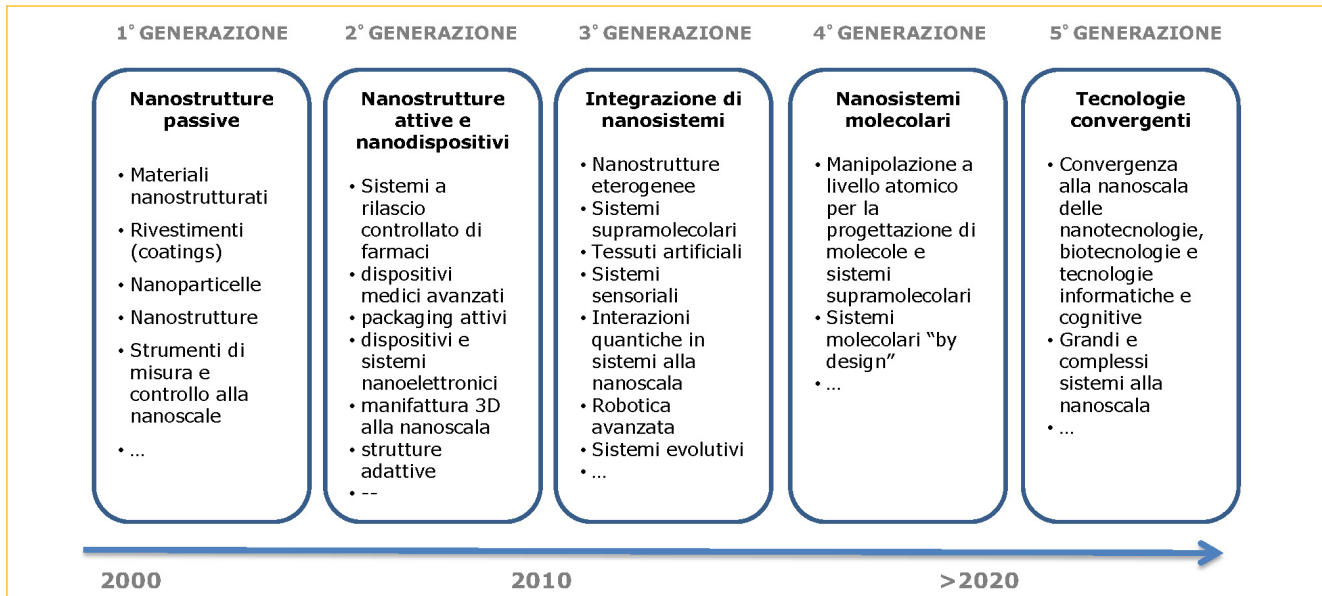 1° GENERAZIONE
2° GENERAZIONE
3° GENERAZIONE
4° GENERAZIONE
5° GENERAZIONE
Nanostrutture
passive
• Materiali
nanostrutturati
• Rivestimenti
(coatings)
• Nanoparticelle
• Nanostrutture
• Strumenti di
misura e
controllo alla
nanoscale
• …
Nanostrutture
attive e
nanodispositivi
• Sistemi a
rilascio
controllato di
farmaci
• dispositivi
medici avanzati
• packaging attivi
• dispositivi e
sistemi
nanoelettronici
• manifattura 3D
alla nanoscala
• strutture
adattive
• --
Integrazione di
nanosistemi
• Nanostrutture
eterogenee
• Sistemi
supramolecolari
• Tessuti artificiali
• Sistemi
sensoriali
• Interazioni
quantiche in
sistemi alla
nanoscala
• Robotica
avanzata
• Sistemi evolutivi
• …
Nanosistemi
molecolari
• Manipolazione a
livello atomico
per la
progettazione di
molecole e
sistemi
supramolecolari
• Sistemi
molecolari “by
design”
• …
Tecnologie
convergenti
• Convergenza
alla nanoscala
delle
nanotecnologie,
biotecnologie e
tecnologie
informatiche e
cognitive
• Grandi e
complessi
sistemi alla
nanoscala
• …
2000
2010
>2020